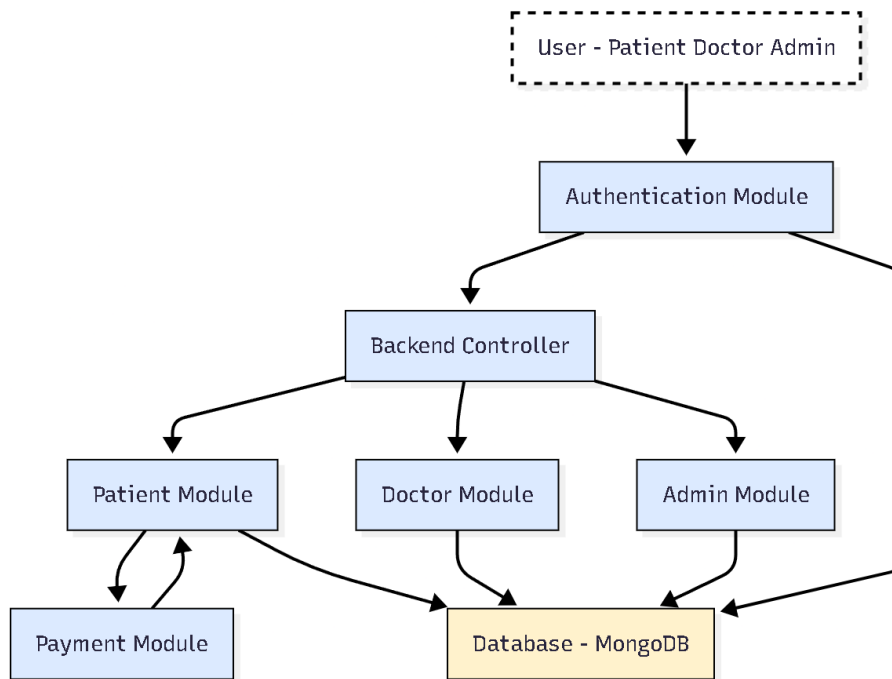 User - Patient Doctor Admin
Authentication Module
Backend Controller
Patient Module
Doctor Module
Admin Module
Payment Module
Database - MongoDB